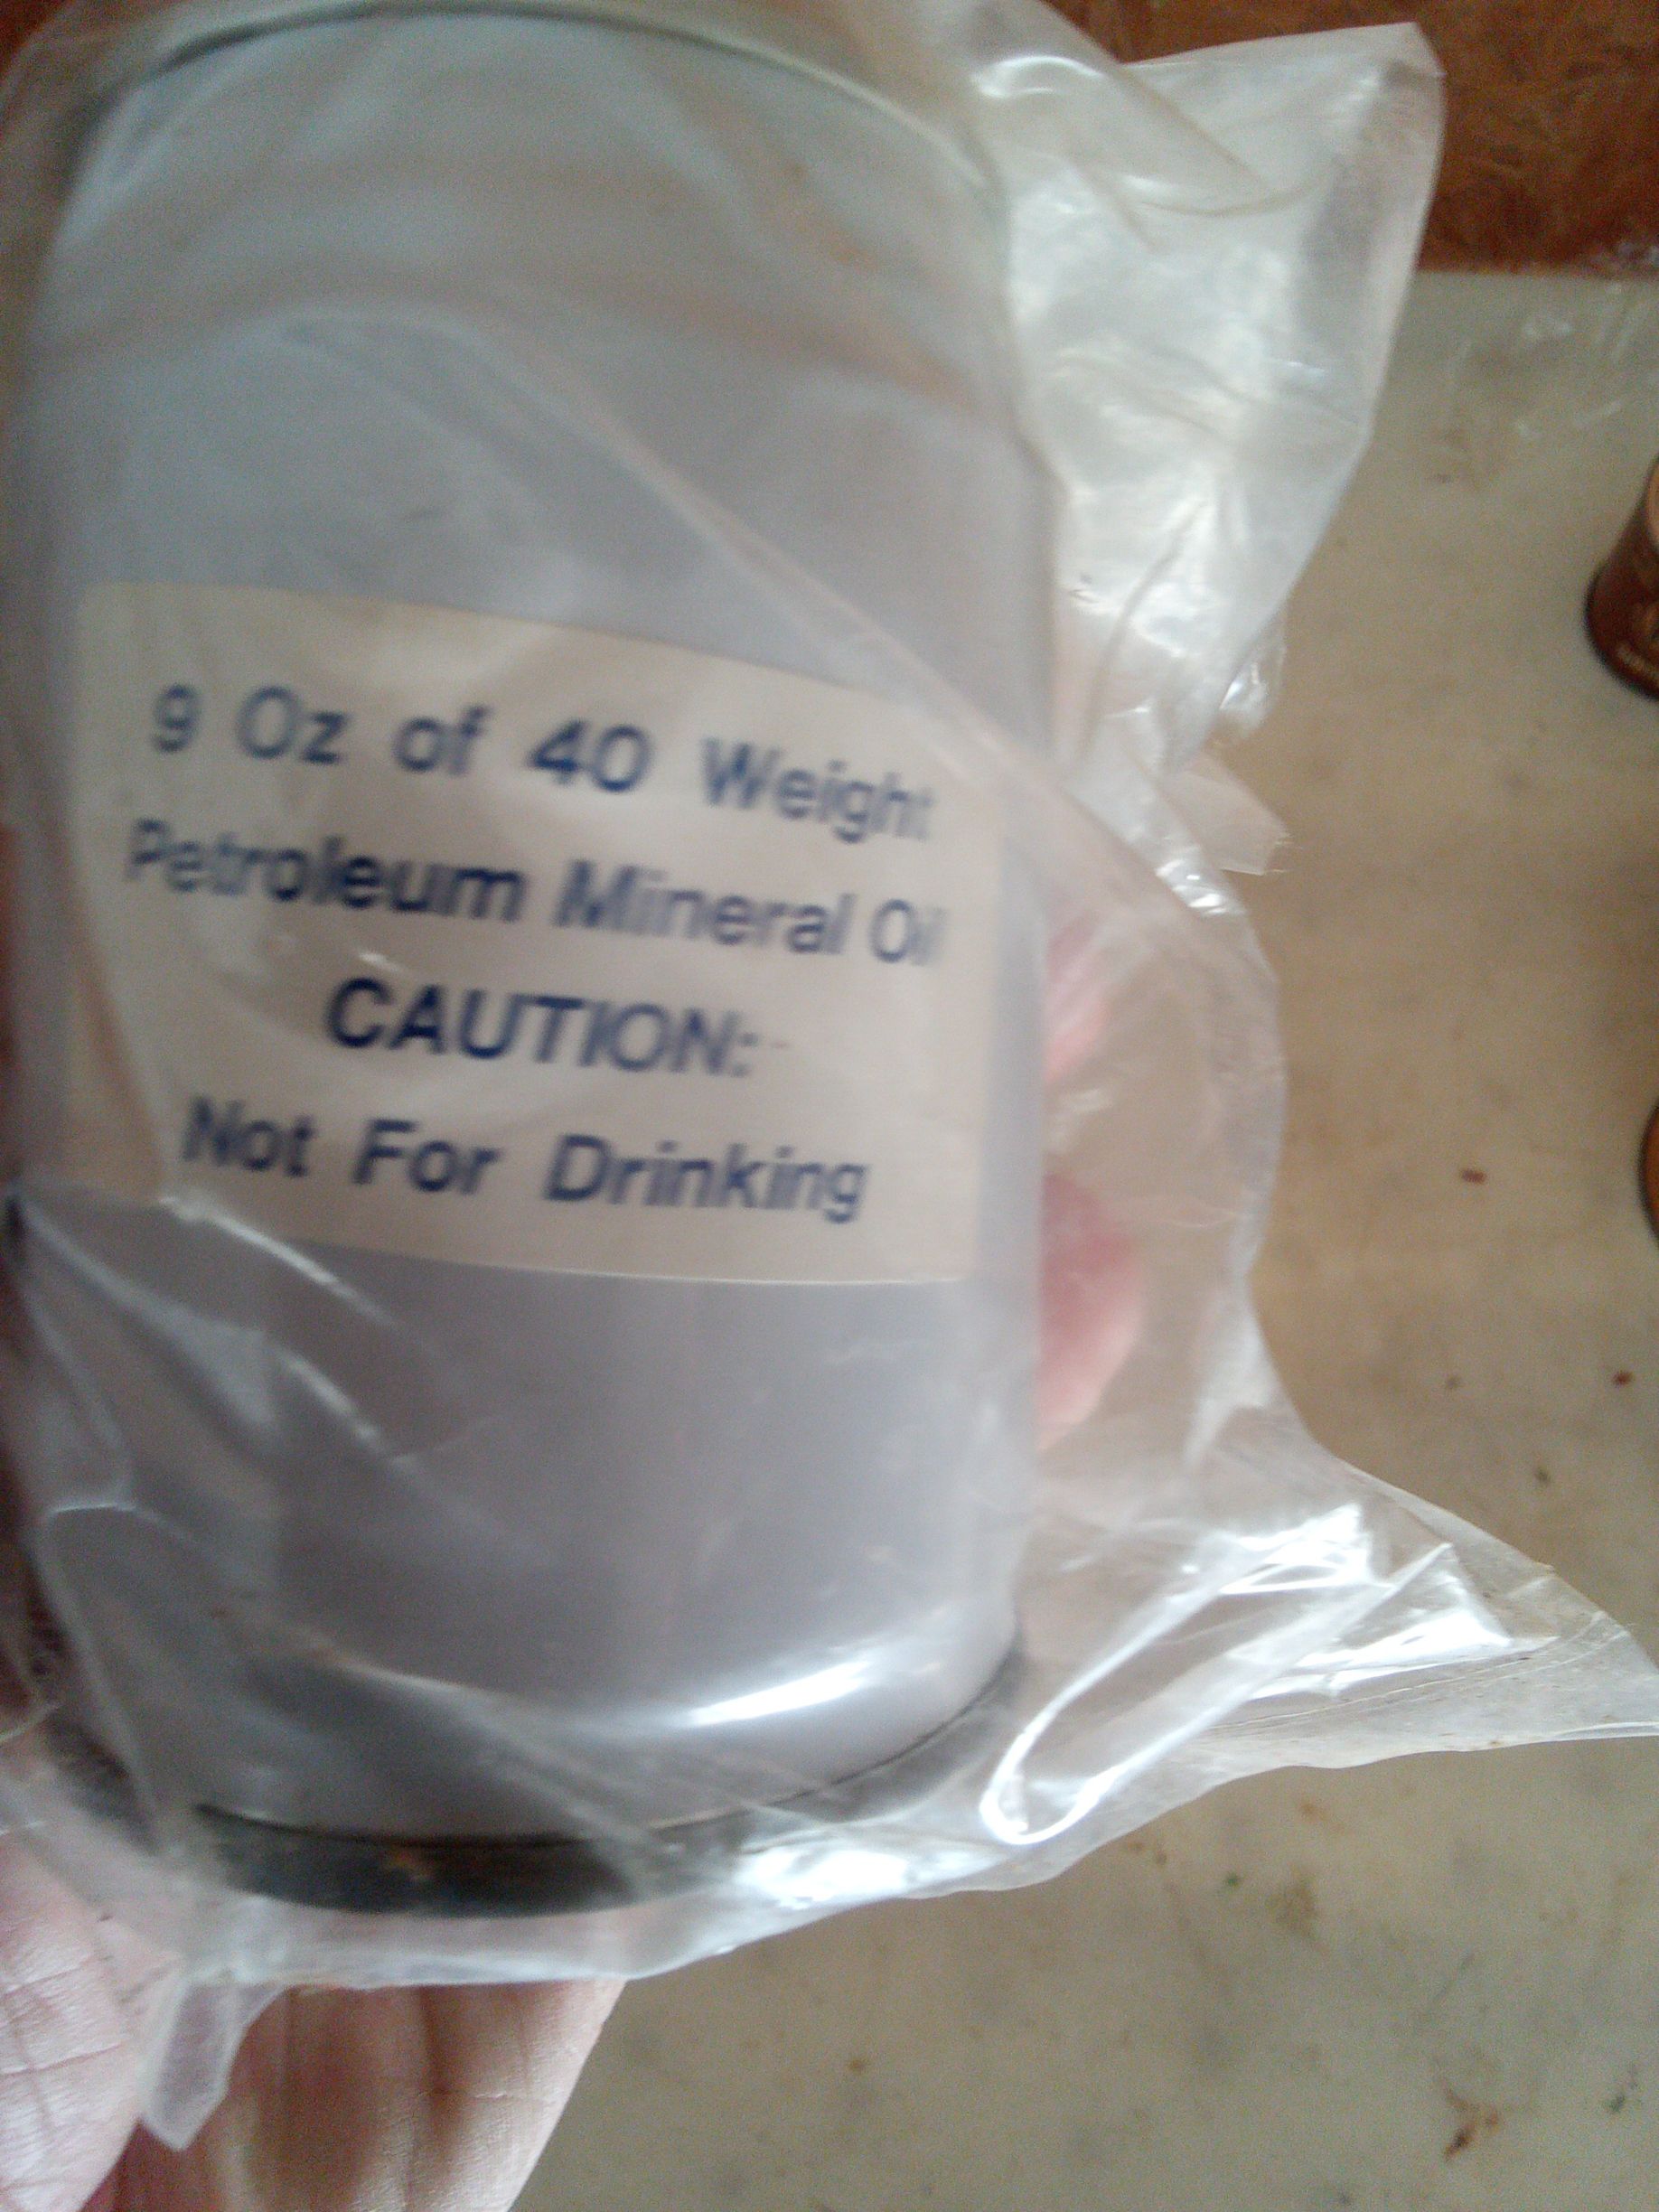 9 Oz of 40 Weight
Petroleum Mineral Oil
CAUTION:
Not For Drinking